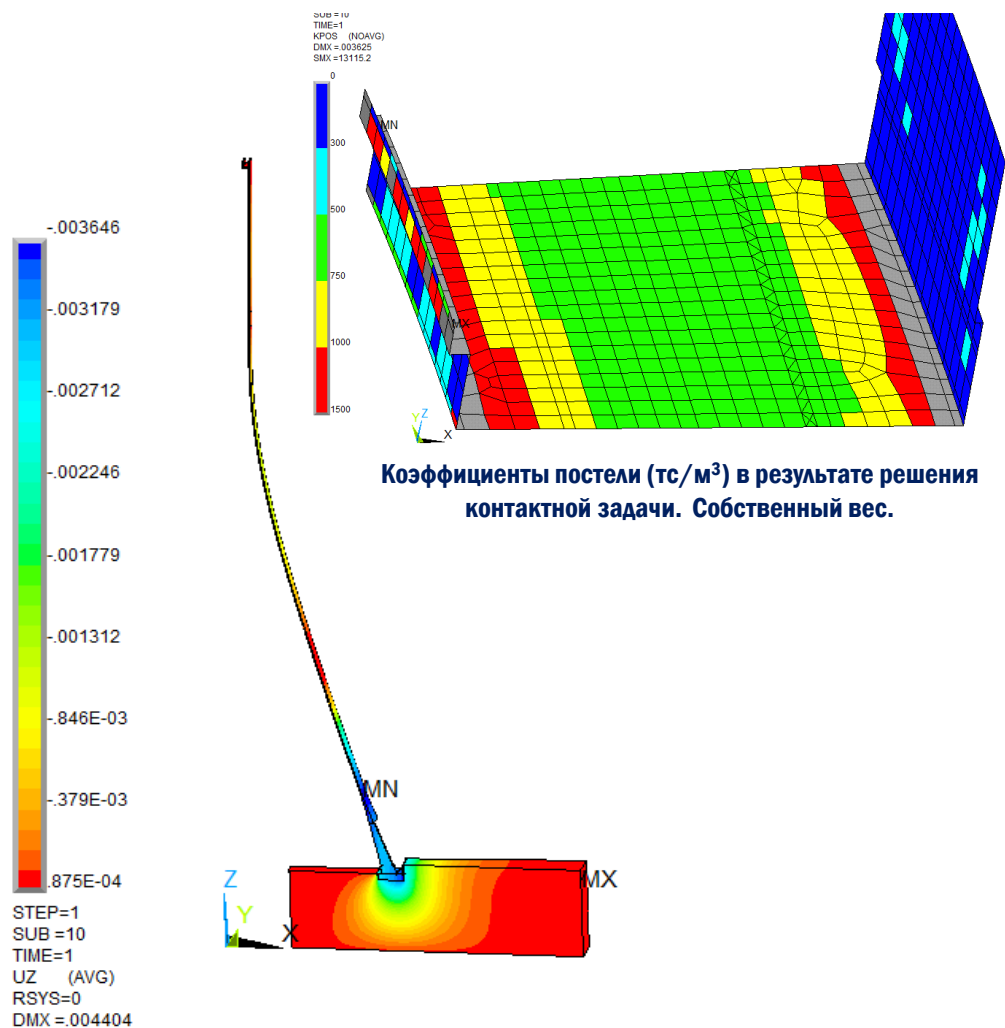 SUB =10
TIME=1
KPOS (NOAVG)
DMX =.003625
SMX =13115.2
0
300
500
750
1000
1500
MN
MX
Z
Y
X
Коэффициенты постели (тс/м³) в результате решения
контактной задачи. Собственный вес.
-.003646
-.003179
-.002712
-.002246
-.001779
-.001312
-.846E-03
-.379E-03
.875E-04
STEP=1
SUB =10
TIME=1
UZ (AVG)
RSYS=0
DMX =.004404
MN
MX
Z
Y
X